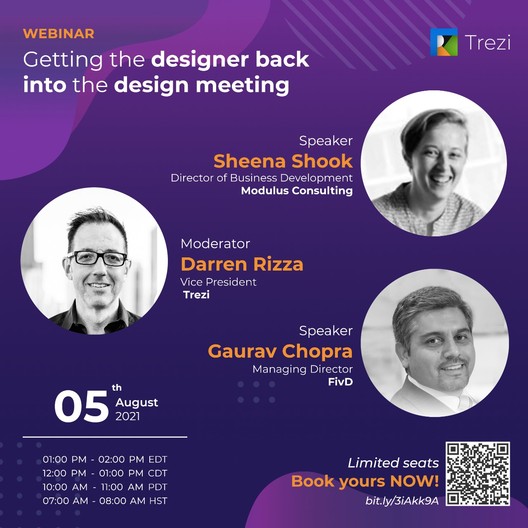 WEBINAR
Getting the designer back
into the design meeting
Trezi
Speaker
Sheena Shook
Director of Business Development
Modulus Consulting
Moderator
Darren Rizza
Vice President
Trezi
Speaker
Gaurav Chopra
Managing Director
FivD
05th August
2021
01:00 PM - 02:00 PM EDT
12:00 PM - 01:00 PM CDT
10:00 AM - 11:00 AM PDT
07:00 AM - 08:00 AM HST
Limited seats
Book yours NOW!
bit.ly/3iAkk9A